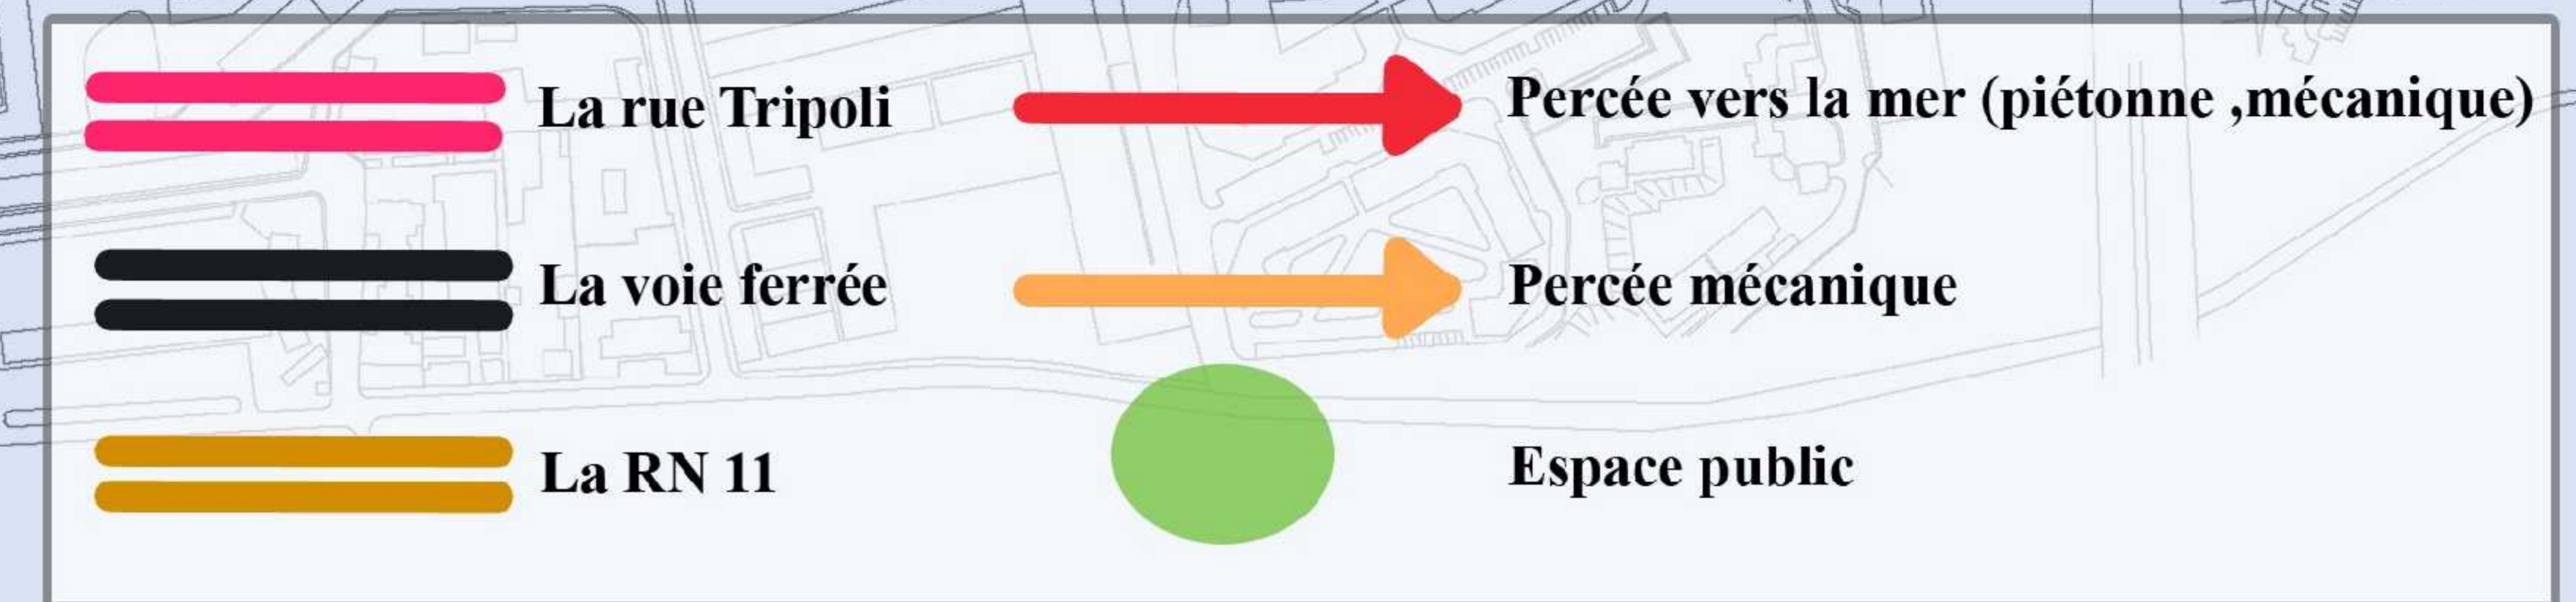 La rue Tripoli
Percée vers la mer (piétonne ,mécanique)
La voie ferrée
Percée mécanique
La RN 11
Espace public